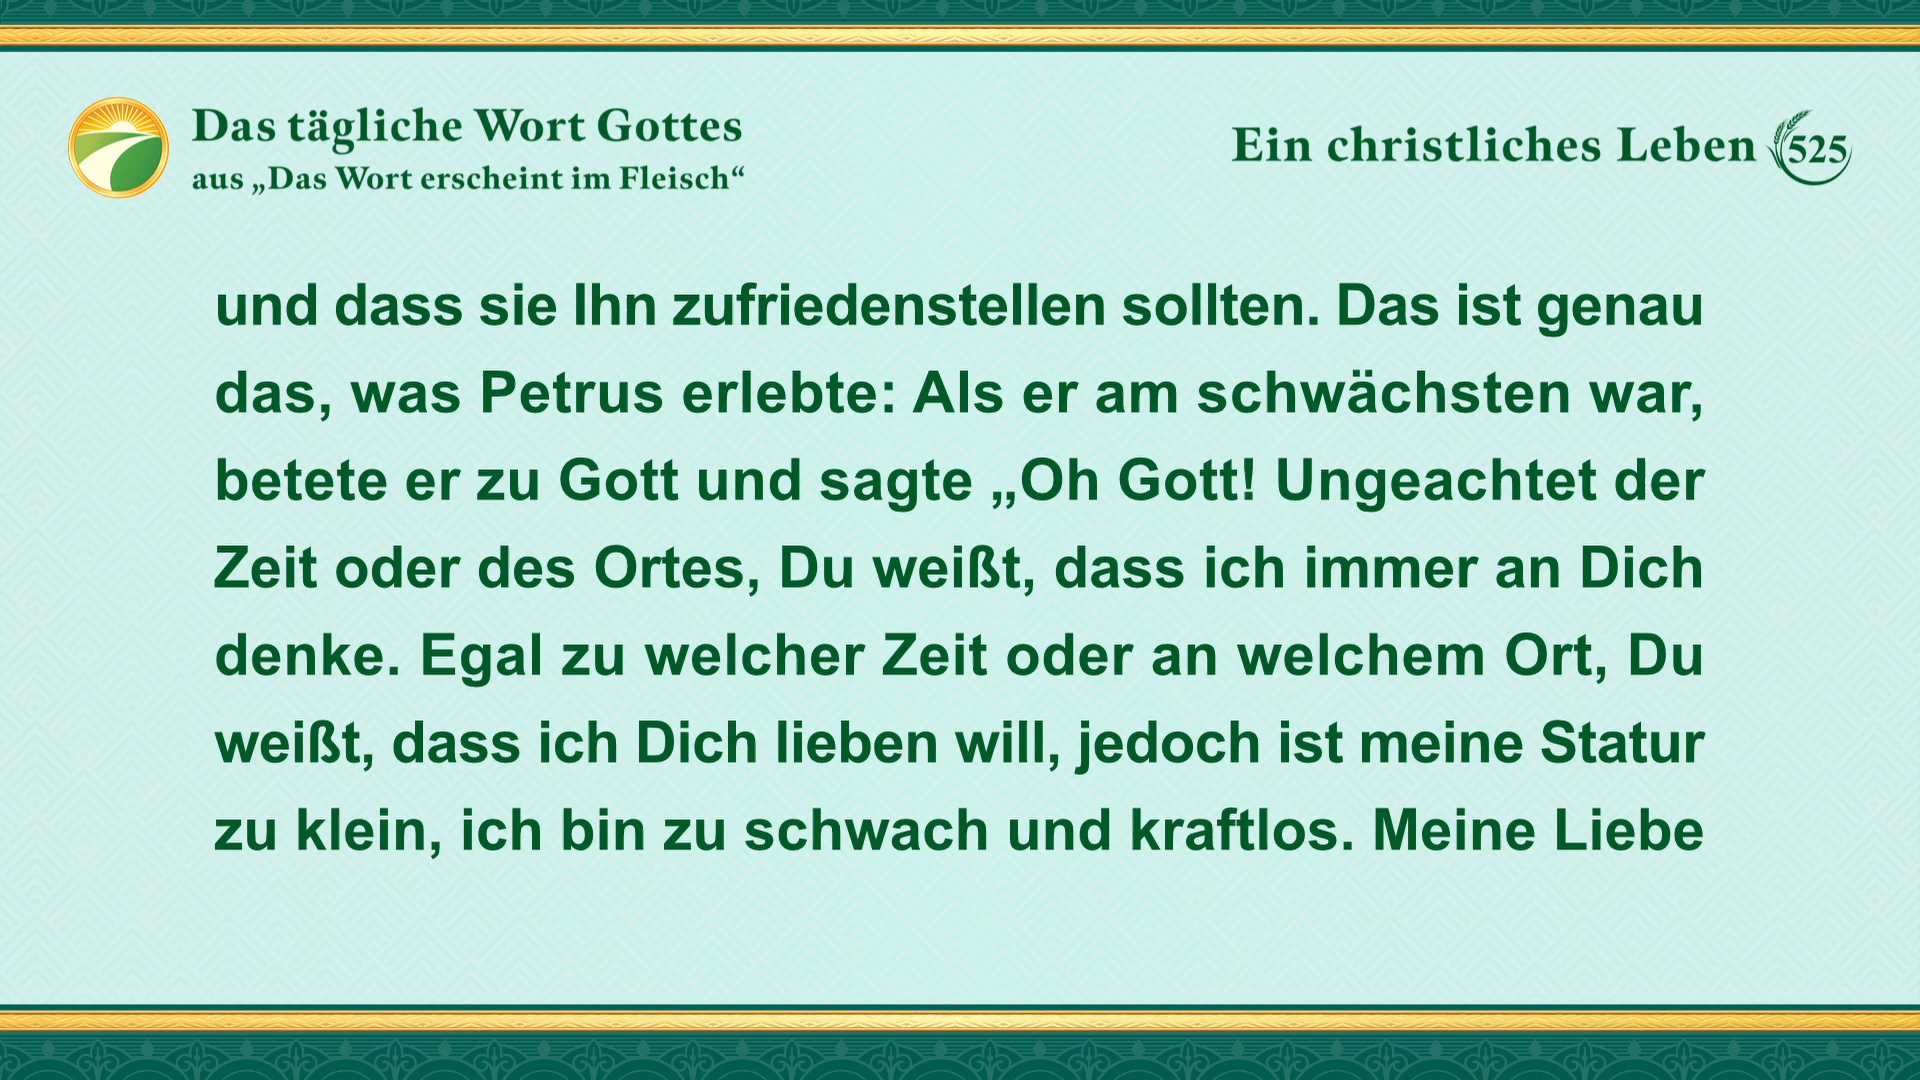 Das tägliche Wort Gottes
aus „Das Wort erscheint im Fleisch“
Ein christliches Leben 525
und dass sie Ihn zufriedenstellen sollten. Das ist genau
das, was Petrus erlebte: Als er am schwächsten war,
betete er zu Gott und sagte „Oh Gott! Ungeachtet der
Zeit oder des Ortes, Du weißt, dass ich immer an Dich
denke. Egal zu welcher Zeit oder an welchem Ort, Du
weißt, dass ich Dich lieben will, jedoch ist meine Statur
zu klein, ich bin zu schwach und kraftlos. Meine Liebe